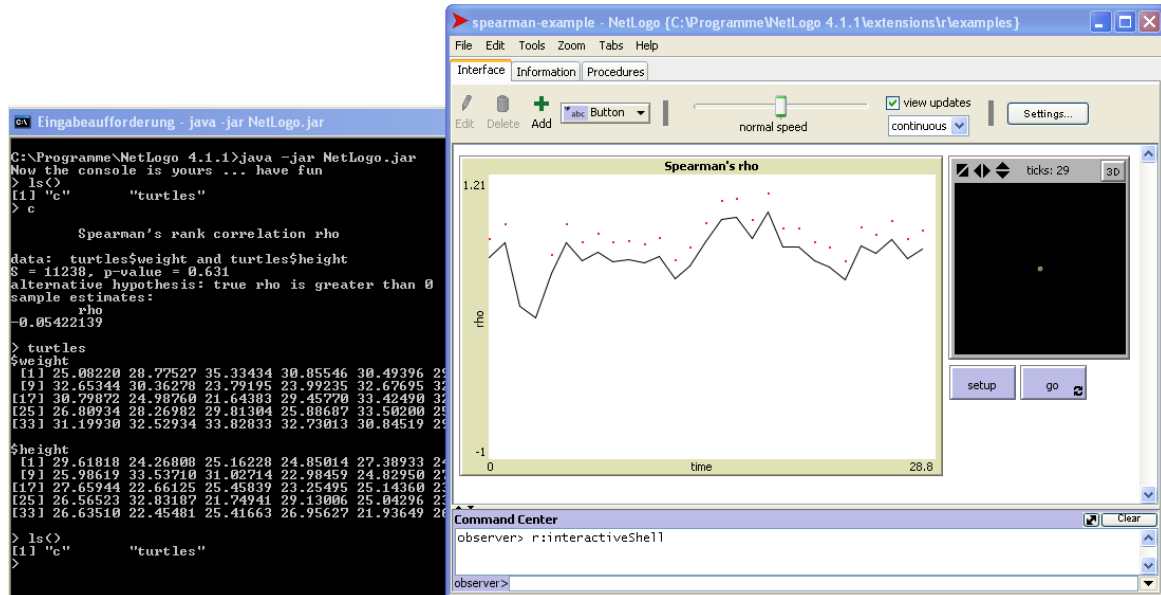 Eingabeaufforderung - java -jar NetLogo.jar
C:\Programme\NetLogo 4.1.1>java -jar NetLogo.jar
Now the console is yours ... have fun
> ls()
[1] "c"       "turtles"
> c
Spearman's rank correlation rho
data:  turtles$weight and turtles$height
S = 11238, p-value = 0.631
alternative hypothesis: true rho is greater than 0
sample estimates:
rho
-0.05422139
> turtles
$weight
[1] 25.08220 28.77527 35.33434 30.85546 30.49396 29
[9] 32.65344 30.36278 23.79195 23.99235 32.67695 32
[17] 30.79872 24.98760 21.64383 29.45770 33.42490 32
[25] 26.80934 28.26982 29.81304 25.88687 33.50200 25
[33] 31.19930 32.52934 33.82833 32.73013 30.84519 29
$height
[1] 29.61818 24.26808 25.16228 24.85014 27.38933 24
[9] 25.98619 33.53710 31.02714 22.98459 24.82950 27
[17] 27.65944 22.66125 25.45839 23.25495 25.14360 23
[25] 26.56523 32.83187 21.74941 29.13006 25.04296 23
[33] 26.63510 22.45481 25.41663 26.95627 21.93649 26
> ls()
[1] "c"       "turtles"
>
spearman-example - NetLogo {C:\Programme\NetLogo 4.1.1\extensions\r\examples}
File Edit Tools Zoom Tabs Help
Interface Information Procedures
Edit Delete Add abc Button normal speed view updates continuous Settings...
Spearman's rho
1.21
rho
-1
0 time 28.8
ticks: 29 3D
setup go
Command Center Clear
observer> r:interactiveShell
observer>